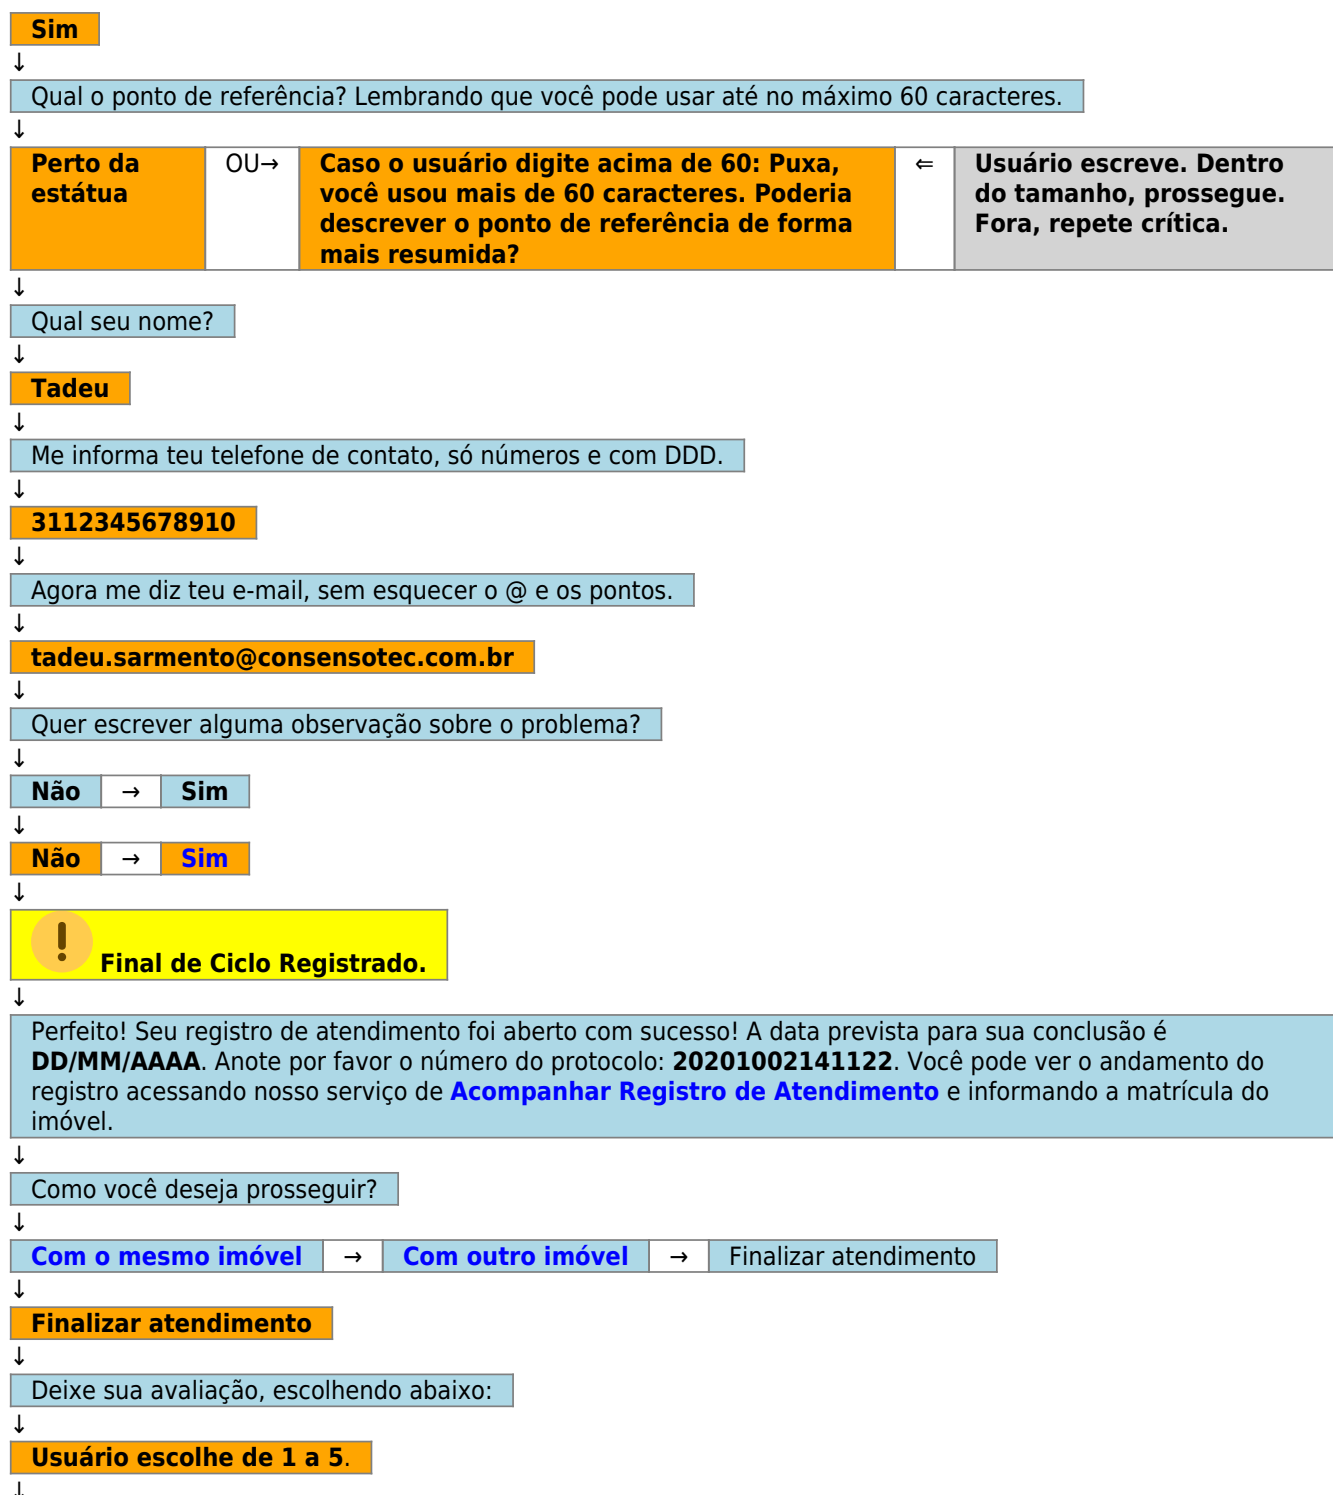 Sim
↓
Qual o ponto de referência? Lembrando que você pode usar até no máximo 60 caracteres.
↓
Perto da estátua
OU→
Caso o usuário digite acima de 60: Puxa,
você usou mais de 60 caracteres. Poderia
descrever o ponto de referência de forma
mais resumida?
⇐
Usuário escreve. Dentro
do tamanho, prossegue.
Fora, repete crítica.
↓
Qual seu nome?
↓
Tadeu
↓
Me informa teu telefone de contato, só números e com DDD.
↓
3112345678910
↓
Agora me diz teu e-mail, sem esquecer o @ e os pontos.
↓
tadeu.sarmento@consensotec.com.br
↓
Quer escrever alguma observação sobre o problema?
↓
Não → Sim
↓
Não → Sim
↓
Final de Ciclo Registrado.
↓
Perfeito! Seu registro de atendimento foi aberto com sucesso! A data prevista para sua conclusão é
DD/MM/AAAA. Anote por favor o número do protocolo: 20201002141122. Você pode ver o andamento do
registro acessando nosso serviço de Acompanhar Registro de Atendimento e informando a matrícula do
imóvel.
↓
Como você deseja prosseguir?
↓
Com o mesmo imóvel → Com outro imóvel → Finalizar atendimento
↓
Finalizar atendimento
↓
Deixe sua avaliação, escolhendo abaixo:
↓
Usuário escolhe de 1 a 5.
↓